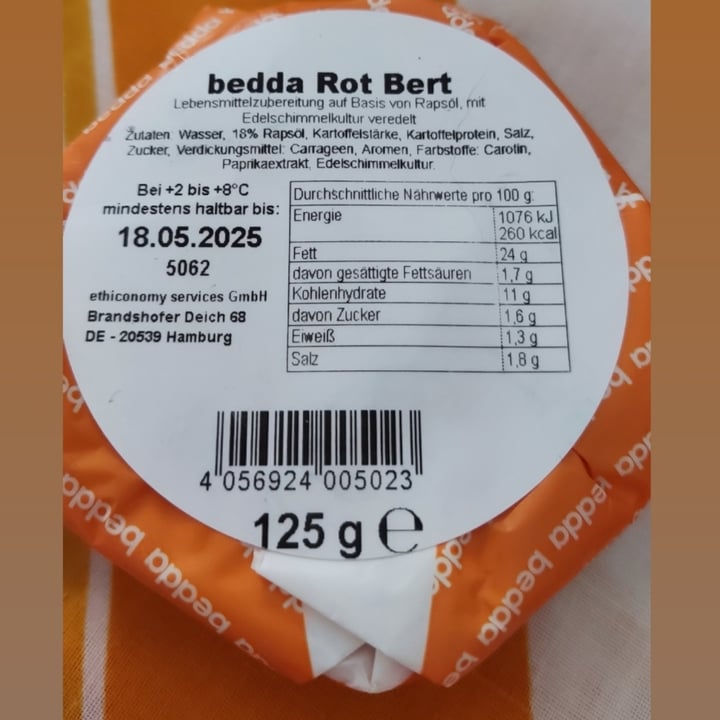 bedda Rot Bert
Lebensmittelzubereitung auf Basis von Rapsöl, mit
Edelschimmelkultur veredelt
Zutaten: Wasser, 18% Rapsöl, Kartoffelstärke, Kartoffelprotein, Salz,
Zucker, Verdickungsmittel: Carrageen, Aromen, Farbstoffe: Carotin,
Paprikaextrakt, Edelschimmelkultur.
Bei +2 bis +8°C
mindestens haltbar bis:
18.05.2025
5062
ethiconomy services GmbH
Brandshofer Deich 68
DE - 20539 Hamburg
Durchschnittliche Nährwerte pro 100 g:
Energie 1076 kJ
260 kcal
Fett 24 g
davon gesättigte Fettsäuren 1,7 g
Kohlenhydrate 11 g
davon Zucker 1,6 g
Eiweiß 1,3 g
Salz 1,8 g
4 056924 005023
125 g e
bedda bedda bedda bedda
bedda bedda bedda